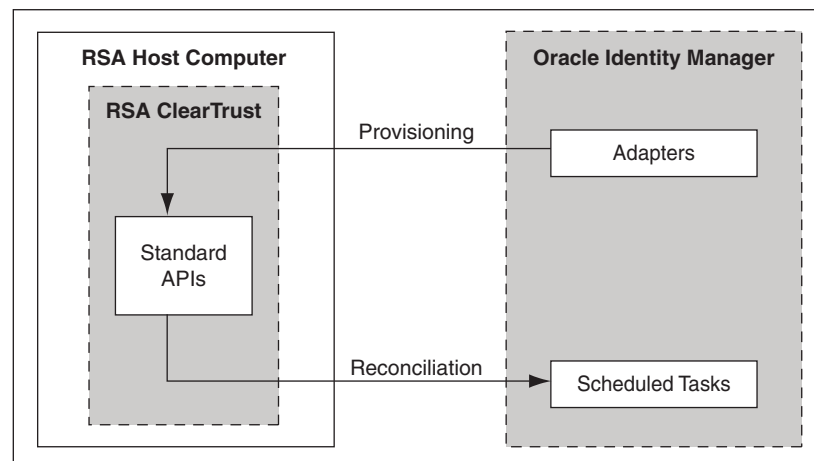 RSA Host Computer
RSA ClearTrust
Oracle Identity Manager
Provisioning
Adapters
Standard
APIs
Reconciliation
Scheduled Tasks